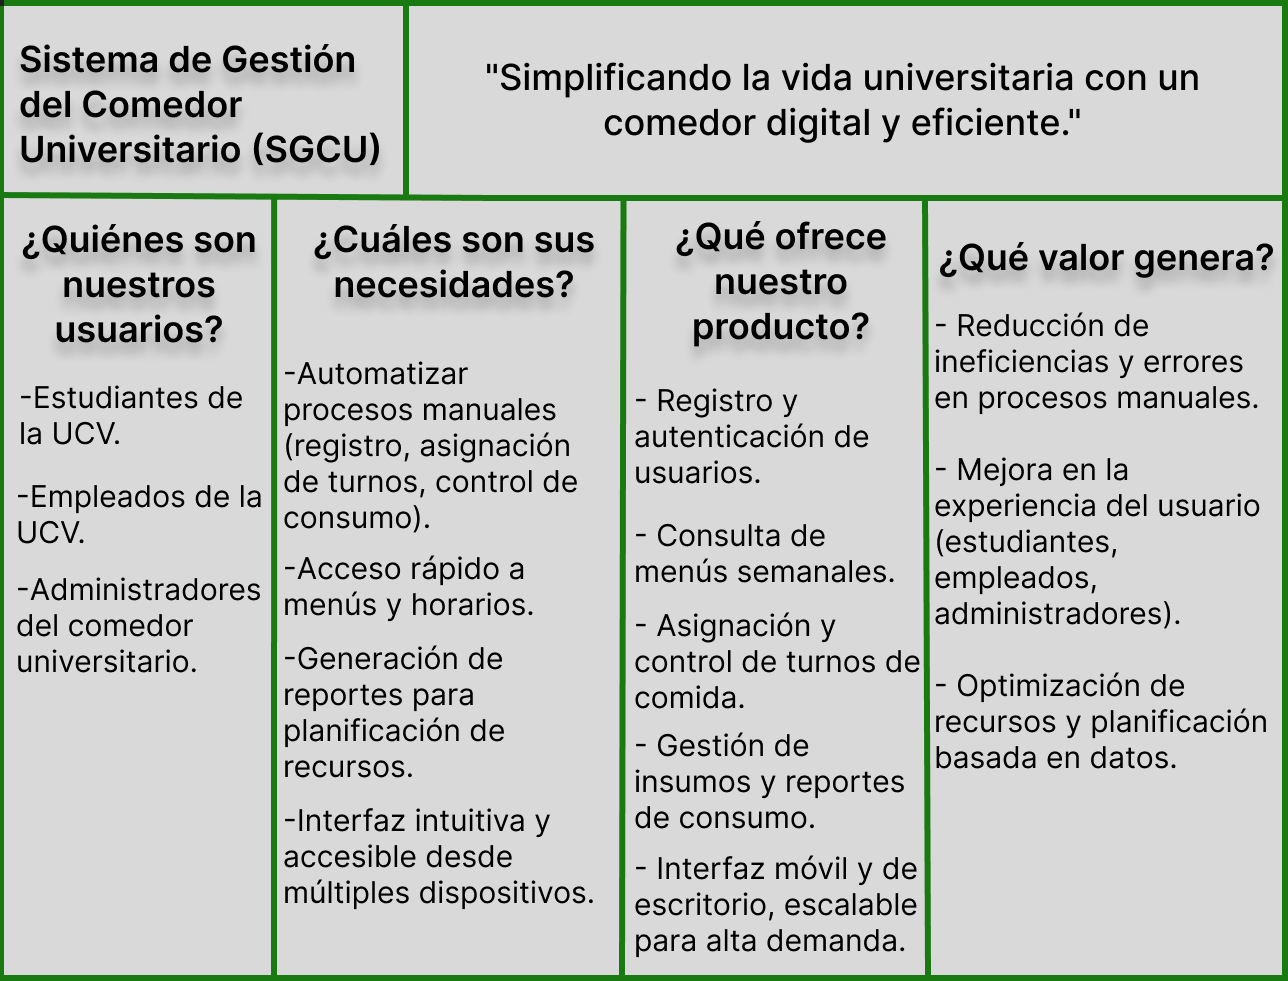 Sistema de Gestión
del Comedor
Universitario (SGCU)
"Simplificando la vida universitaria con un
comedor digital y eficiente."
¿Quiénes son
nuestros
usuarios?
-Estudiantes de
la UCV.
-Empleados de la
UCV.
-Administradores
del comedor
universitario.
¿Cuáles son sus
necesidades?
-Automatizar
procesos manuales
(registro, asignación
de turnos, control de
consumo).
-Acceso rápido a
menús y horarios.
-Generación de
reportes para
planificación de
recursos.
-Interfaz intuitiva y
accesible desde
múltiples dispositivos.
¿Qué ofrece
nuestro
producto?
- Registro y
autenticación de
usuarios.
- Consulta de
menús semanales.
- Asignación y
control de turnos de
comida.
- Gestión de
insumos y reportes
de consumo.
- Interfaz móvil y de
escritorio, escalable
para alta demanda.
¿Qué valor genera?
- Reducción de
ineficiencias y errores
en procesos manuales.
- Mejora en la
experiencia del usuario
(estudiantes,
empleados,
administradores).
- Optimización de
recursos y planificación
basada en datos.